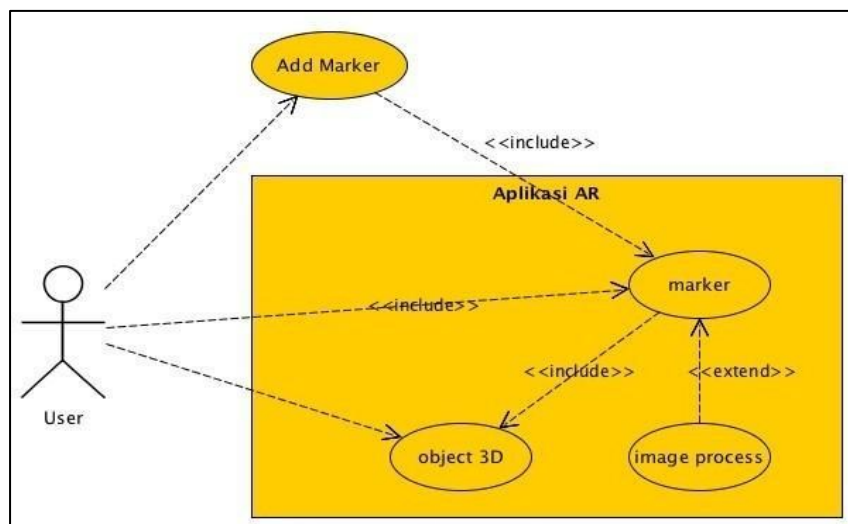 Add Marker
<<include>>
Aplikasi AR
marker
<<include>>
<<include>>
<<extend>>
User
object 3D
image process